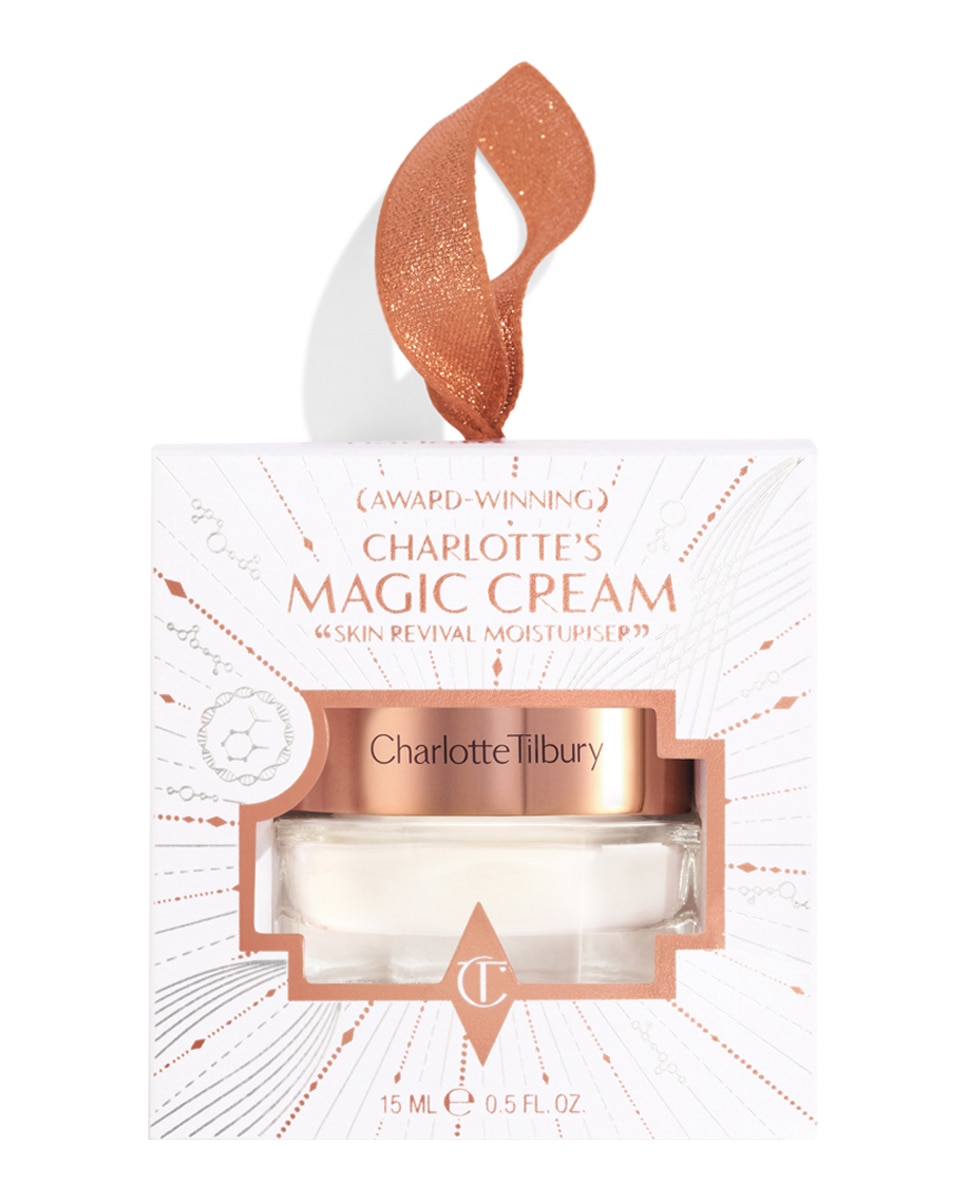 (AWARD-WINNING)
CHARLOTTE'S
MAGIC CREAM
“SKIN REVIVAL MOISTURISER”
CharlotteTilbury
CT
15 ML ℮ 0.5 FL. OZ.